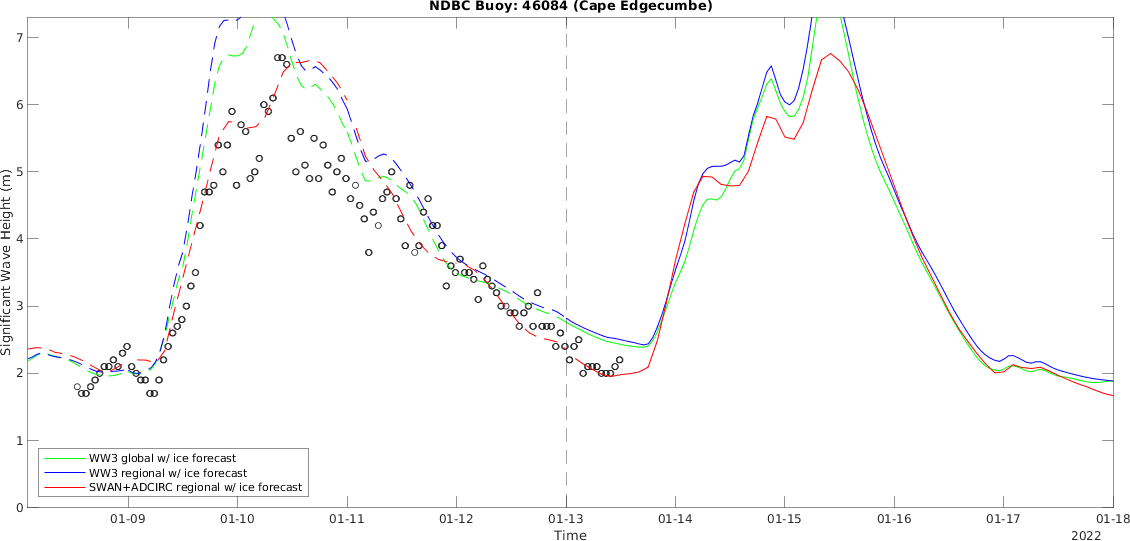 NDBC Buoy: 46084 (Cape Edgecumbe)
Significant Wave Height (m)
7
6
5
4
3
2
1
0
WW3 global w/ ice forecast
WW3 regional w/ ice forecast
SWAN+ADCIRC regional w/ ice forecast
01-09 01-10 01-11 01-12 01-13 01-14 01-15 01-16 01-17 01-18
Time
2022